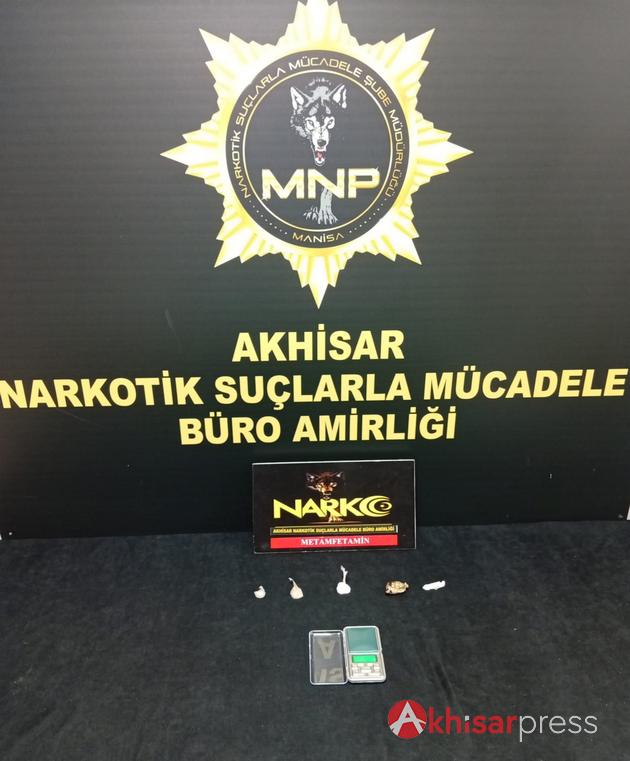 NARKOTİK SUÇLARLA MÜCADELE ŞUBE MÜDÜRLÜĞÜ
MNP
MANİSA
AKHİSAR
NARKOTİK SUÇLARLA MÜCADELE
BÜRO AMİRLİĞİ
NARKO
AKHİSAR NARKOTİK SUÇLARLA MÜCADELE BÜRO AMİRLİĞİ
METAMFETAMİN
Akhisarpress